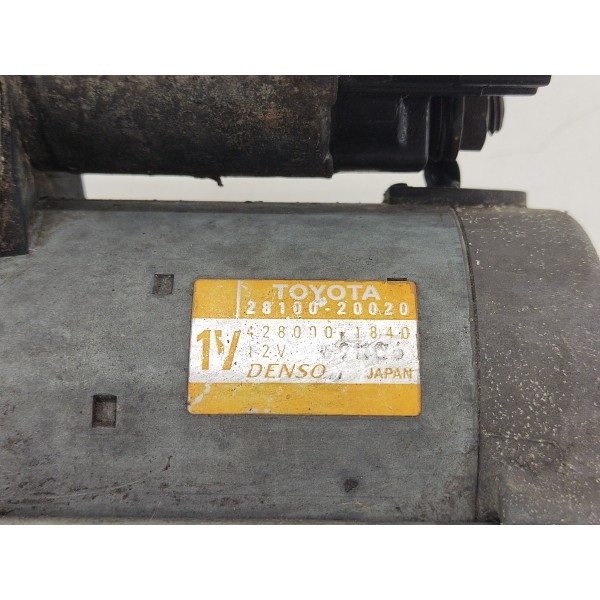 TOYOTA
28100-20020
428000-1840
1V
12V
DENSO JAPAN